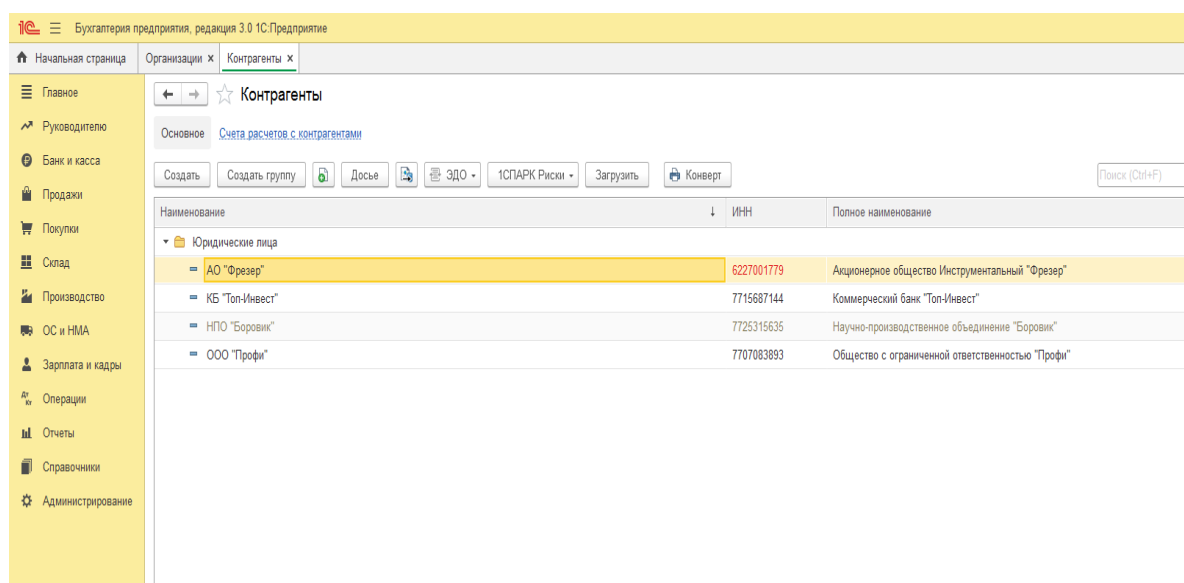 1С Бухгалтерия предприятия, редакция 3.0 1С:Предприятие
Начальная страница Организации × Контрагенты ×
Главное
Руководителю
Банк и касса
Продажи
Покупки
Склад
Производство
ОС и НМА
Зарплата и кадры
Дт Кт Операции
Отчеты
Справочники
Администрирование
Контрагенты
Основное Счета расчетов с контрагентами
Создать Создать группу Досье ЭДО 1СПАРК Риски Загрузить Конверт Поиск (Ctrl+F)
Наименование ↓ ИНН Полное наименование
Юридические лица
АО "Фрезер" 6227001779 Акционерное общество Инструментальный "Фрезер"
КБ "Топ-Инвест" 7715687144 Коммерческий банк "Топ-Инвест"
НПО "Боровик" 7725315635 Научно-производственное объединение "Боровик"
ООО "Профи" 7707083893 Общество с ограниченной ответственностью "Профи"